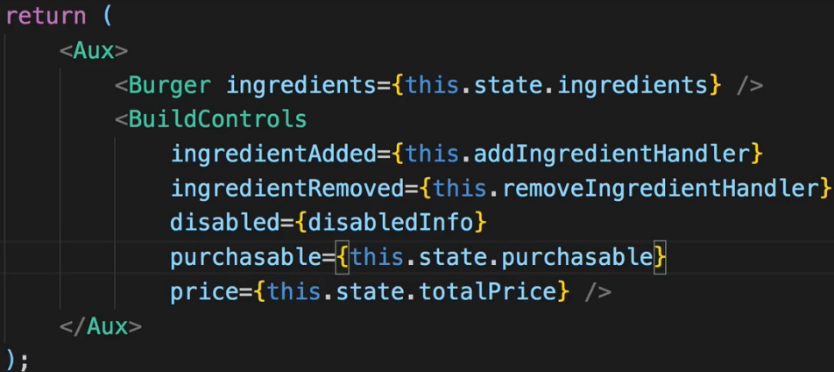 return (
    <Aux>
        <Burger ingredients={this.state.ingredients} />
        <BuildControls
            ingredientAdded={this.addIngredientHandler}
            ingredientRemoved={this.removeIngredientHandler}
            disabled={disabledInfo}
            purchasable={this.state.purchasable}
            price={this.state.totalPrice} />
    </Aux>
);